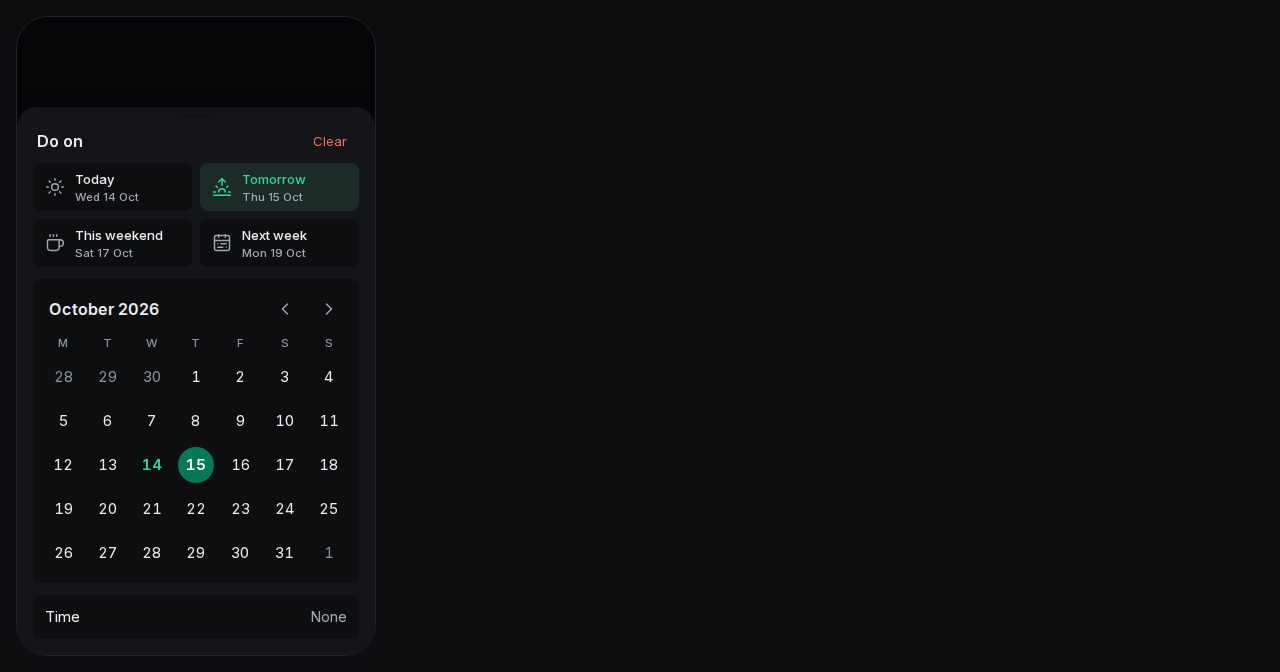 Do on
Clear
Today
Wed 14 Oct
Tomorrow
Thu 15 Oct
This weekend
Sat 17 Oct
Next week
Mon 19 Oct
October 2026
M T W T F S S
28 29 30 1 2 3 4
5 6 7 8 9 10 11
12 13 14 15 16 17 18
19 20 21 22 23 24 25
26 27 28 29 30 31 1
Time None